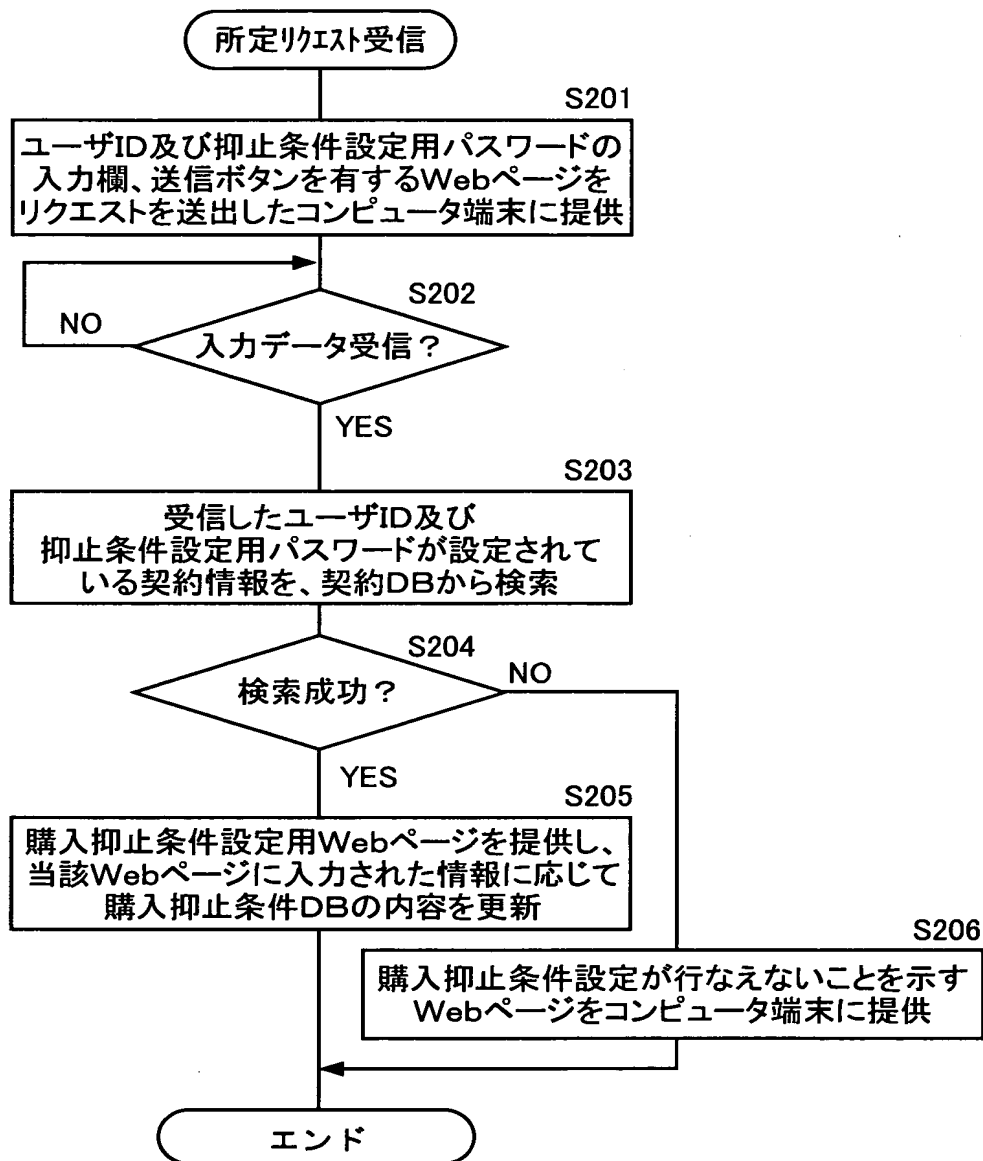 所定リクエスト受信
S201
ユーザID及び抑止条件設定用パスワードの
入力欄、送信ボタンを有するWebページを
リクエストを送出したコンピュータ端末に提供
S202
NO
入力データ受信？
YES
S203
受信したユーザID及び
抑止条件設定用パスワードが設定されて
いる契約情報を、契約DBから検索
S204
NO
検索成功？
YES
S205
購入抑止条件設定用Webページを提供し、
当該Webページに入力された情報に応じて
購入抑止条件DBの内容を更新
S206
購入抑止条件設定が行なえないことを示す
Webページをコンピュータ端末に提供
エンド